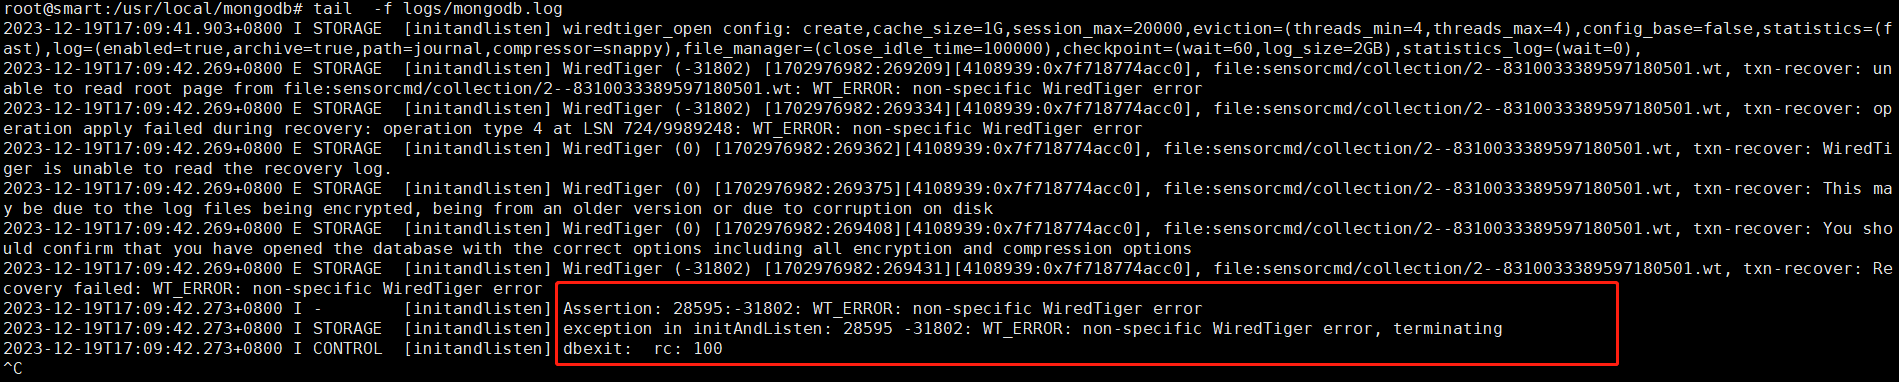 root@smart:/usr/local/mongodb# tail  -f logs/mongodb.log
2023-12-19T17:09:41.903+0800 I STORAGE  [initandlisten] wiredtiger_open config: create,cache_size=1G,session_max=20000,eviction=(threads_min=4,threads_max=4),config_base=false,statistics=(f
ast),log=(enabled=true,archive=true,path=journal,compressor=snappy),file_manager=(close_idle_time=100000),checkpoint=(wait=60,log_size=2GB),statistics_log=(wait=0),
2023-12-19T17:09:42.269+0800 E STORAGE  [initandlisten] WiredTiger (-31802) [1702976982:269209][4108939:0x7f718774acc0], file:sensorcmd/collection/2--8310033389597180501.wt, txn-recover: un
able to read root page from file:sensorcmd/collection/2--8310033389597180501.wt: WT_ERROR: non-specific WiredTiger error
2023-12-19T17:09:42.269+0800 E STORAGE  [initandlisten] WiredTiger (-31802) [1702976982:269334][4108939:0x7f718774acc0], file:sensorcmd/collection/2--8310033389597180501.wt, txn-recover: op
eration apply failed during recovery: operation type 4 at LSN 724/9989248: WT_ERROR: non-specific WiredTiger error
2023-12-19T17:09:42.269+0800 E STORAGE  [initandlisten] WiredTiger (0) [1702976982:269362][4108939:0x7f718774acc0], file:sensorcmd/collection/2--8310033389597180501.wt, txn-recover: WiredTi
ger is unable to read the recovery log.
2023-12-19T17:09:42.269+0800 E STORAGE  [initandlisten] WiredTiger (0) [1702976982:269375][4108939:0x7f718774acc0], file:sensorcmd/collection/2--8310033389597180501.wt, txn-recover: This ma
y be due to the log files being encrypted, being from an older version or due to corruption on disk
2023-12-19T17:09:42.269+0800 E STORAGE  [initandlisten] WiredTiger (0) [1702976982:269408][4108939:0x7f718774acc0], file:sensorcmd/collection/2--8310033389597180501.wt, txn-recover: You sho
uld confirm that you have opened the database with the correct options including all encryption and compression options
2023-12-19T17:09:42.269+0800 E STORAGE  [initandlisten] WiredTiger (-31802) [1702976982:269431][4108939:0x7f718774acc0], file:sensorcmd/collection/2--8310033389597180501.wt, txn-recover: Re
covery failed: WT_ERROR: non-specific WiredTiger error
2023-12-19T17:09:42.273+0800 I -        [initandlisten] Assertion: 28595:-31802: WT_ERROR: non-specific WiredTiger error
2023-12-19T17:09:42.273+0800 I STORAGE  [initandlisten] exception in initAndListen: 28595 -31802: WT_ERROR: non-specific WiredTiger error, terminating
2023-12-19T17:09:42.273+0800 I CONTROL  [initandlisten] dbexit:  rc: 100
^C